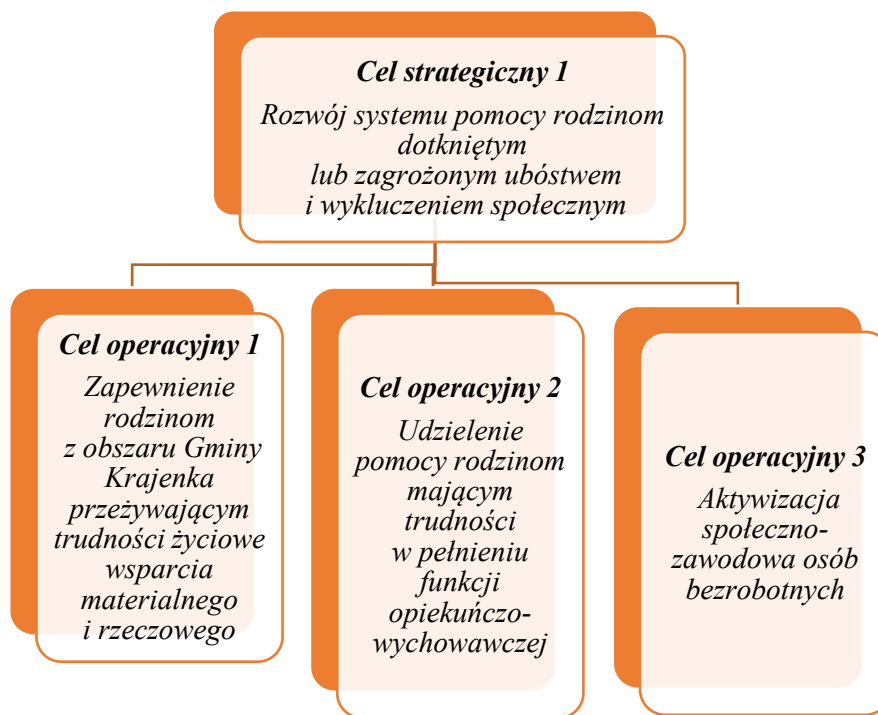 Cel strategiczny 1
Rozwój systemu pomocy rodzinom
dotkniętym
lub zagrożonym ubóstwem
i wykluczeniem społecznym
Cel operacyjny 1
Zapewnienie
rodzinom
z obszaru Gminy
Krajenka
przeżywającym
trudności życiowe
wsparcia
materialnego
i rzeczowego
Cel operacyjny 2
Udzielenie
pomocy rodzinom
mającym
trudności
w pełnieniu
funkcji
opiekuńczo-
wychowawczej
Cel operacyjny 3
Aktywizacja
społeczno-
zawodowa osób
bezrobotnych